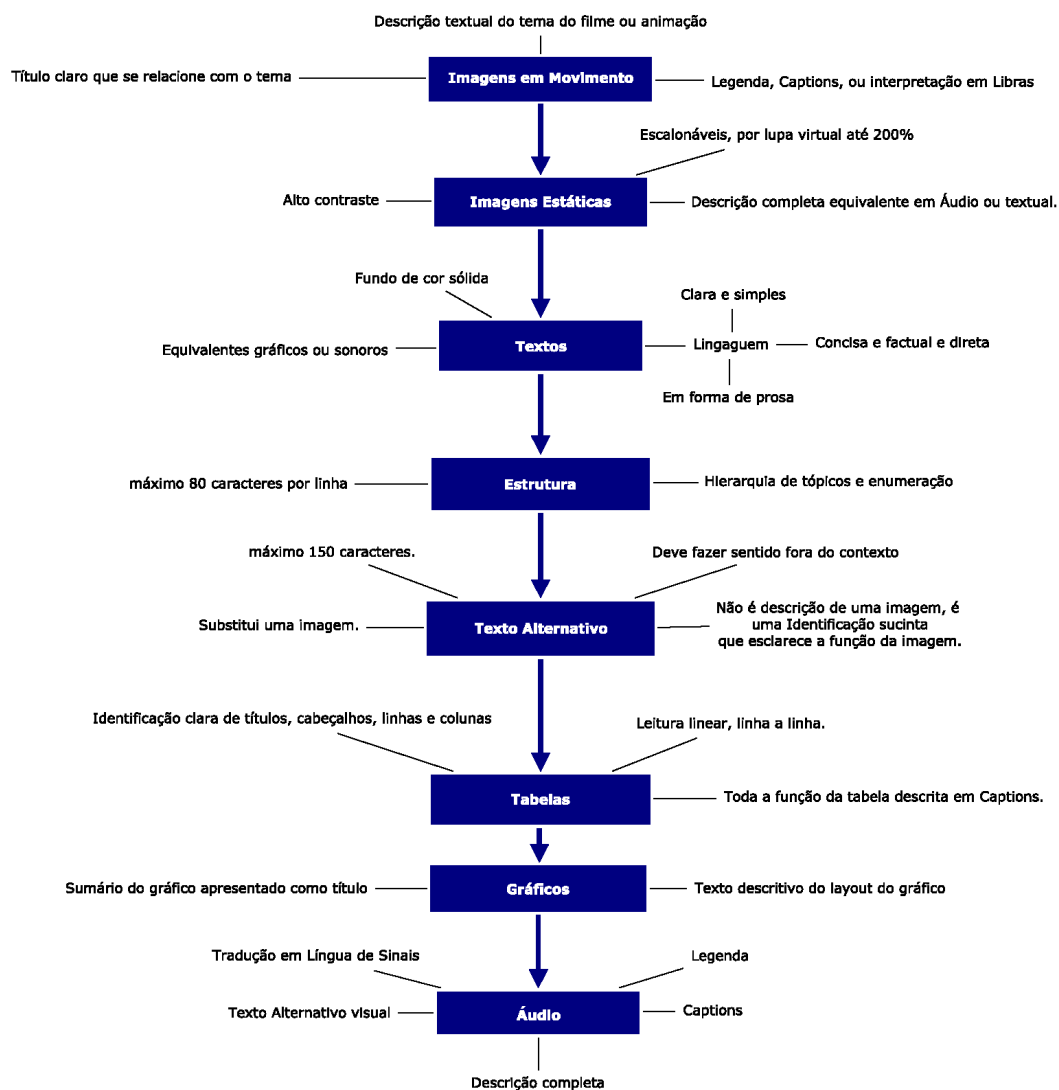 Descrição textual do tema do filme ou animação
Título claro que se relacione com o tema
Imagens em Movimento
Legenda, Captions, ou interpretação em Libras
Escalonáveis, por lupa virtual até 200%
Alto contraste
Imagens Estáticas
Descrição completa equivalente em Áudio ou textual.
Fundo de cor sólida
Clara e simples
Equivalentes gráficos ou sonoros
Textos
Lingaguem
Concisa e factual e direta
Em forma de prosa
máximo 80 caracteres por linha
Estrutura
Hierarquia de tópicos e enumeração
máximo 150 caracteres.
Deve fazer sentido fora do contexto
Substitui uma imagem.
Texto Alternativo
Não é descrição de uma imagem, é
uma Identificação sucinta
que esclarece a função da imagem.
Identificação clara de títulos, cabeçalhos, linhas e colunas
Leitura linear, linha a linha.
Tabelas
Toda a função da tabela descrita em Captions.
Sumário do gráfico apresentado como título
Gráficos
Texto descritivo do layout do gráfico
Tradução em Língua de Sinais
Legenda
Texto Alternativo visual
Áudio
Captions
Descrição completa